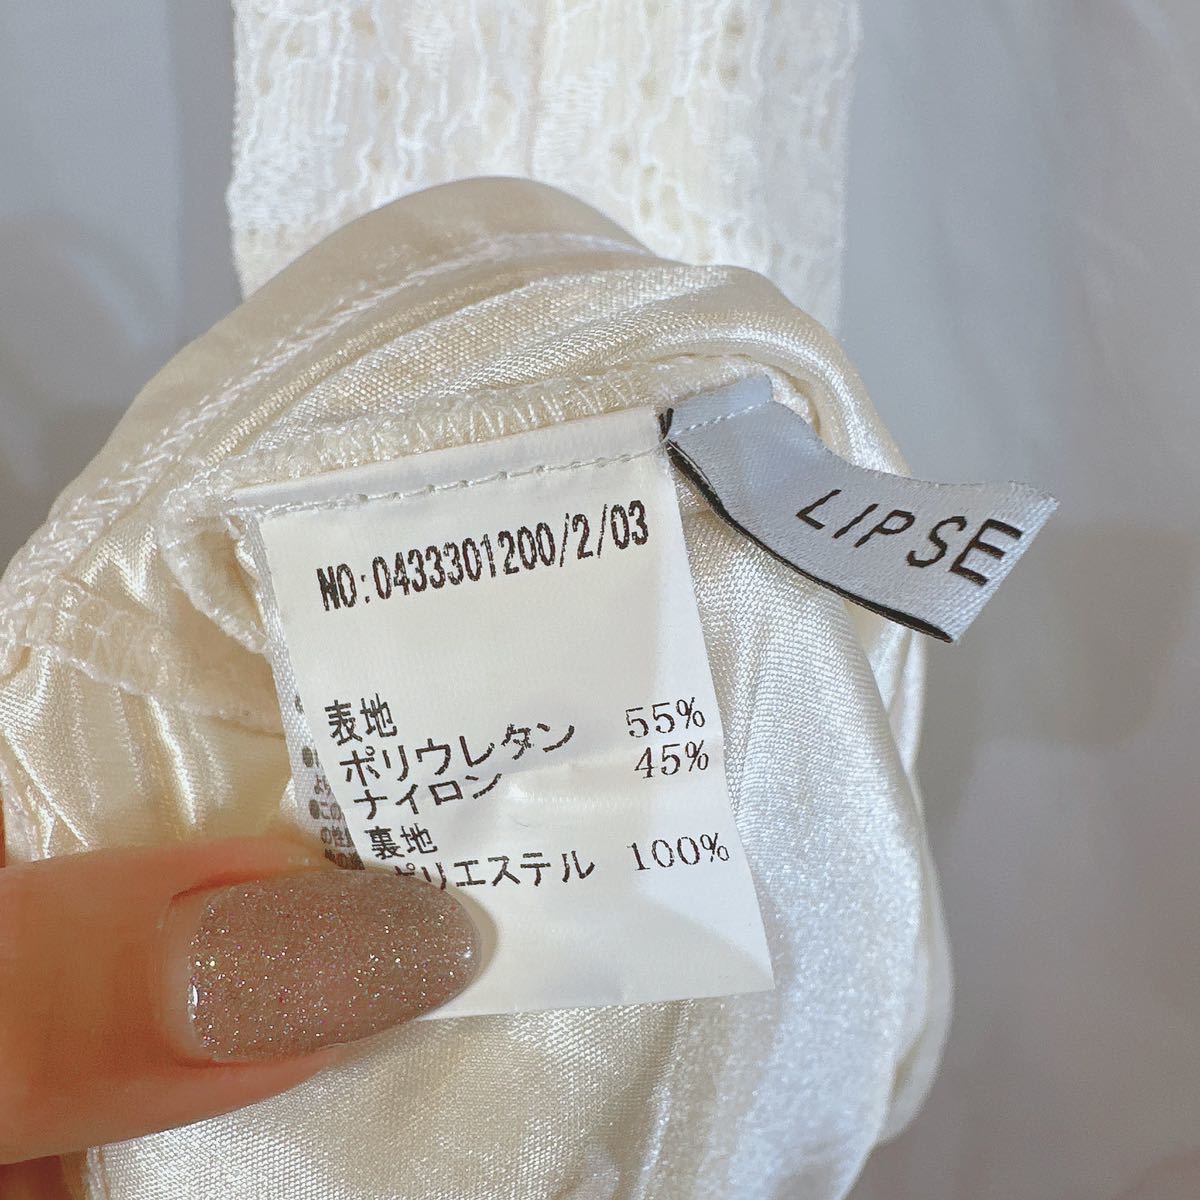 LIPSE
NO:0433301200/2/03
表地
ポリウレタン 55%
ナイロン 45%
裏地
ポリエステル 100%